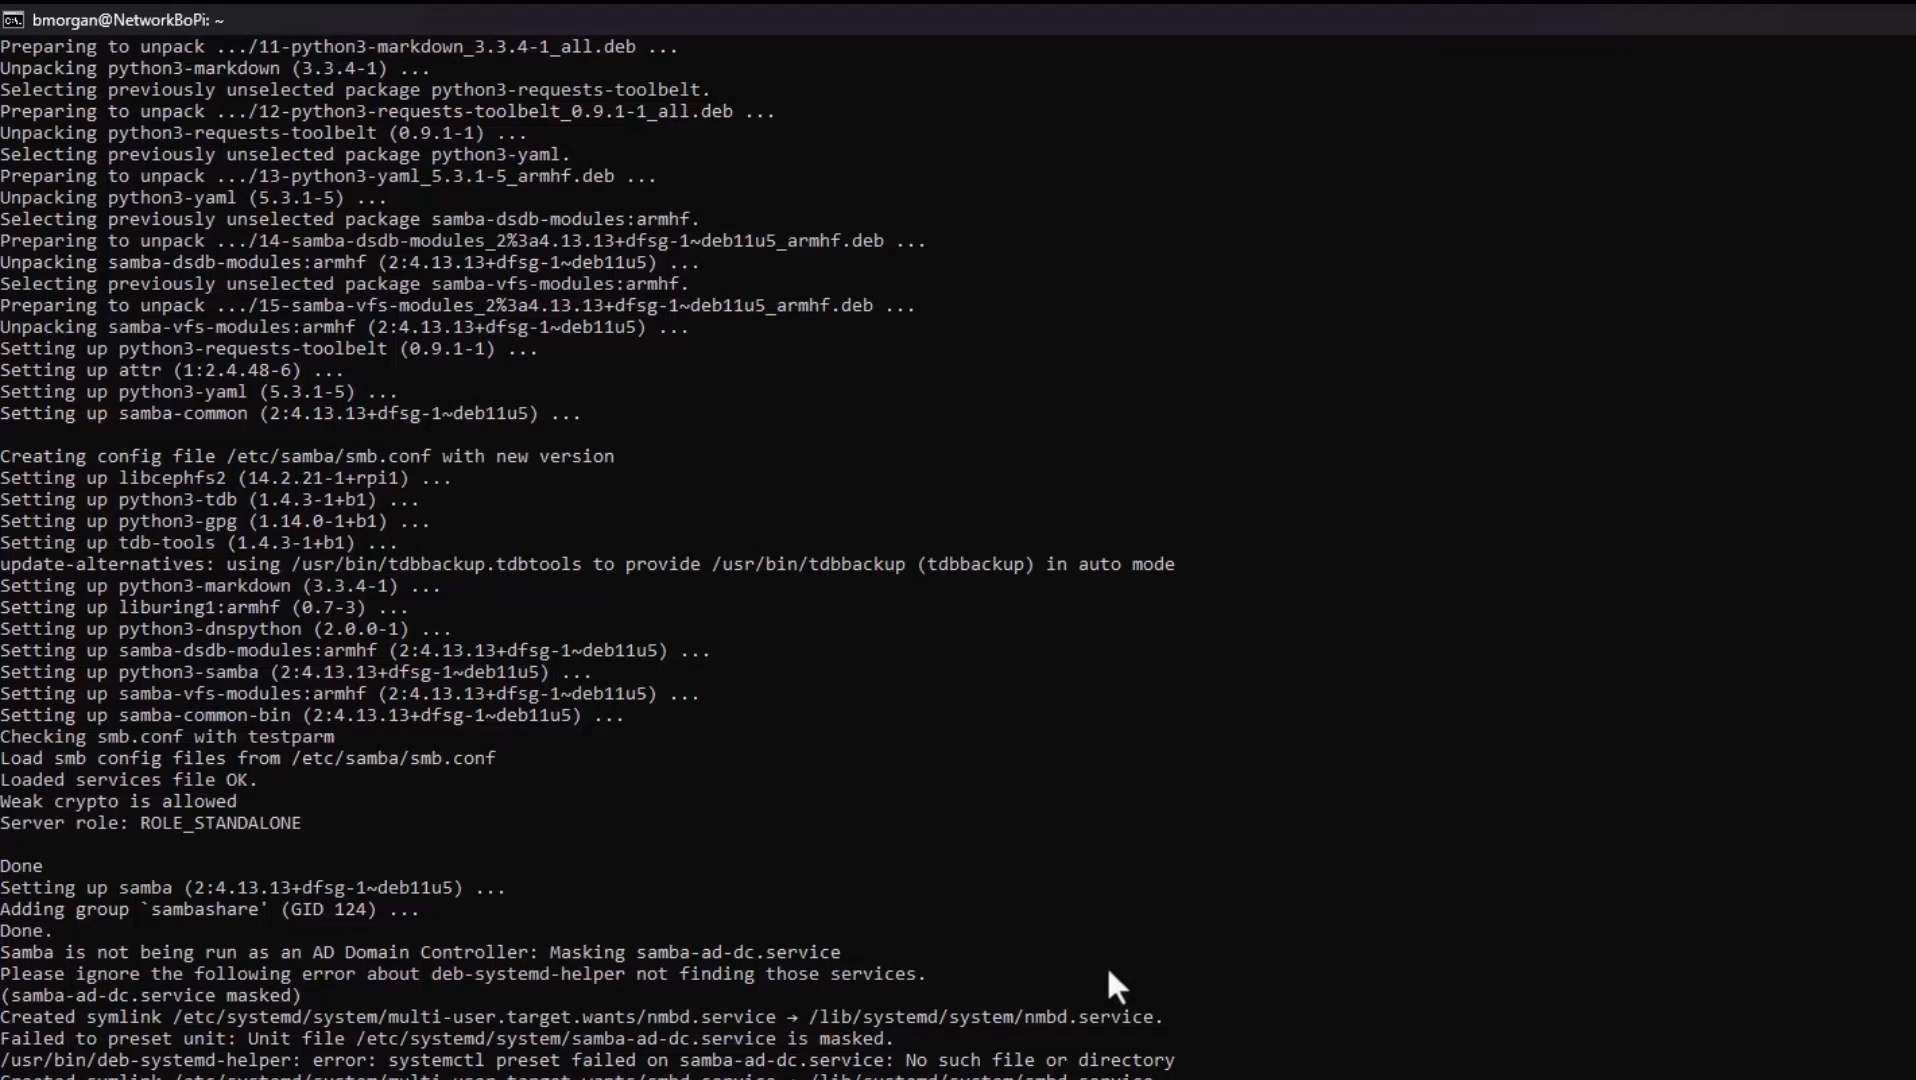 bmorgan@NetworkBoPi: ~
Preparing to unpack .../11-python3-markdown_3.3.4-1_all.deb ...
Unpacking python3-markdown (3.3.4-1) ...
Selecting previously unselected package python3-requests-toolbelt.
Preparing to unpack .../12-python3-requests-toolbelt_0.9.1-1_all.deb ...
Unpacking python3-requests-toolbelt (0.9.1-1) ...
Selecting previously unselected package python3-yaml.
Preparing to unpack .../13-python3-yaml_5.3.1-5_armhf.deb ...
Unpacking python3-yaml (5.3.1-5) ...
Selecting previously unselected package samba-dsdb-modules:armhf.
Preparing to unpack .../14-samba-dsdb-modules_2%3a4.13.13+dfsg-1~deb11u5_armhf.deb ...
Unpacking samba-dsdb-modules:armhf (2:4.13.13+dfsg-1~deb11u5) ...
Selecting previously unselected package samba-vfs-modules:armhf.
Preparing to unpack .../15-samba-vfs-modules_2%3a4.13.13+dfsg-1~deb11u5_armhf.deb ...
Unpacking samba-vfs-modules:armhf (2:4.13.13+dfsg-1~deb11u5) ...
Setting up python3-requests-toolbelt (0.9.1-1) ...
Setting up attr (1:2.4.48-6) ...
Setting up python3-yaml (5.3.1-5) ...
Setting up samba-common (2:4.13.13+dfsg-1~deb11u5) ...
Creating config file /etc/samba/smb.conf with new version
Setting up libcephfs2 (14.2.21-1+rpi1) ...
Setting up python3-tdb (1.4.3-1+b1) ...
Setting up python3-gpg (1.14.0-1+b1) ...
Setting up tdb-tools (1.4.3-1+b1) ...
update-alternatives: using /usr/bin/tdbbackup.tdbtools to provide /usr/bin/tdbbackup (tdbbackup) in auto mode
Setting up python3-markdown (3.3.4-1) ...
Setting up liburing1:armhf (0.7-3) ...
Setting up python3-dnspython (2.0.0-1) ...
Setting up samba-dsdb-modules:armhf (2:4.13.13+dfsg-1~deb11u5) ...
Setting up python3-samba (2:4.13.13+dfsg-1~deb11u5) ...
Setting up samba-vfs-modules:armhf (2:4.13.13+dfsg-1~deb11u5) ...
Setting up samba-common-bin (2:4.13.13+dfsg-1~deb11u5) ...
Checking smb.conf with testparm
Load smb config files from /etc/samba/smb.conf
Loaded services file OK.
Weak crypto is allowed
Server role: ROLE_STANDALONE
Done
Setting up samba (2:4.13.13+dfsg-1~deb11u5) ...
Adding group `sambashare' (GID 124) ...
Done.
Samba is not being run as an AD Domain Controller: Masking samba-ad-dc.service
Please ignore the following error about deb-systemd-helper not finding those services.
(samba-ad-dc.service masked)
Created symlink /etc/systemd/system/multi-user.target.wants/nmbd.service → /lib/systemd/system/nmbd.service.
Failed to preset unit: Unit file /etc/systemd/system/samba-ad-dc.service is masked.
/usr/bin/deb-systemd-helper: error: systemctl preset failed on samba-ad-dc.service: No such file or directory
Created symlink /etc/systemd/system/multi-user.target.wants/smbd.service → /lib/systemd/system/smbd.service.